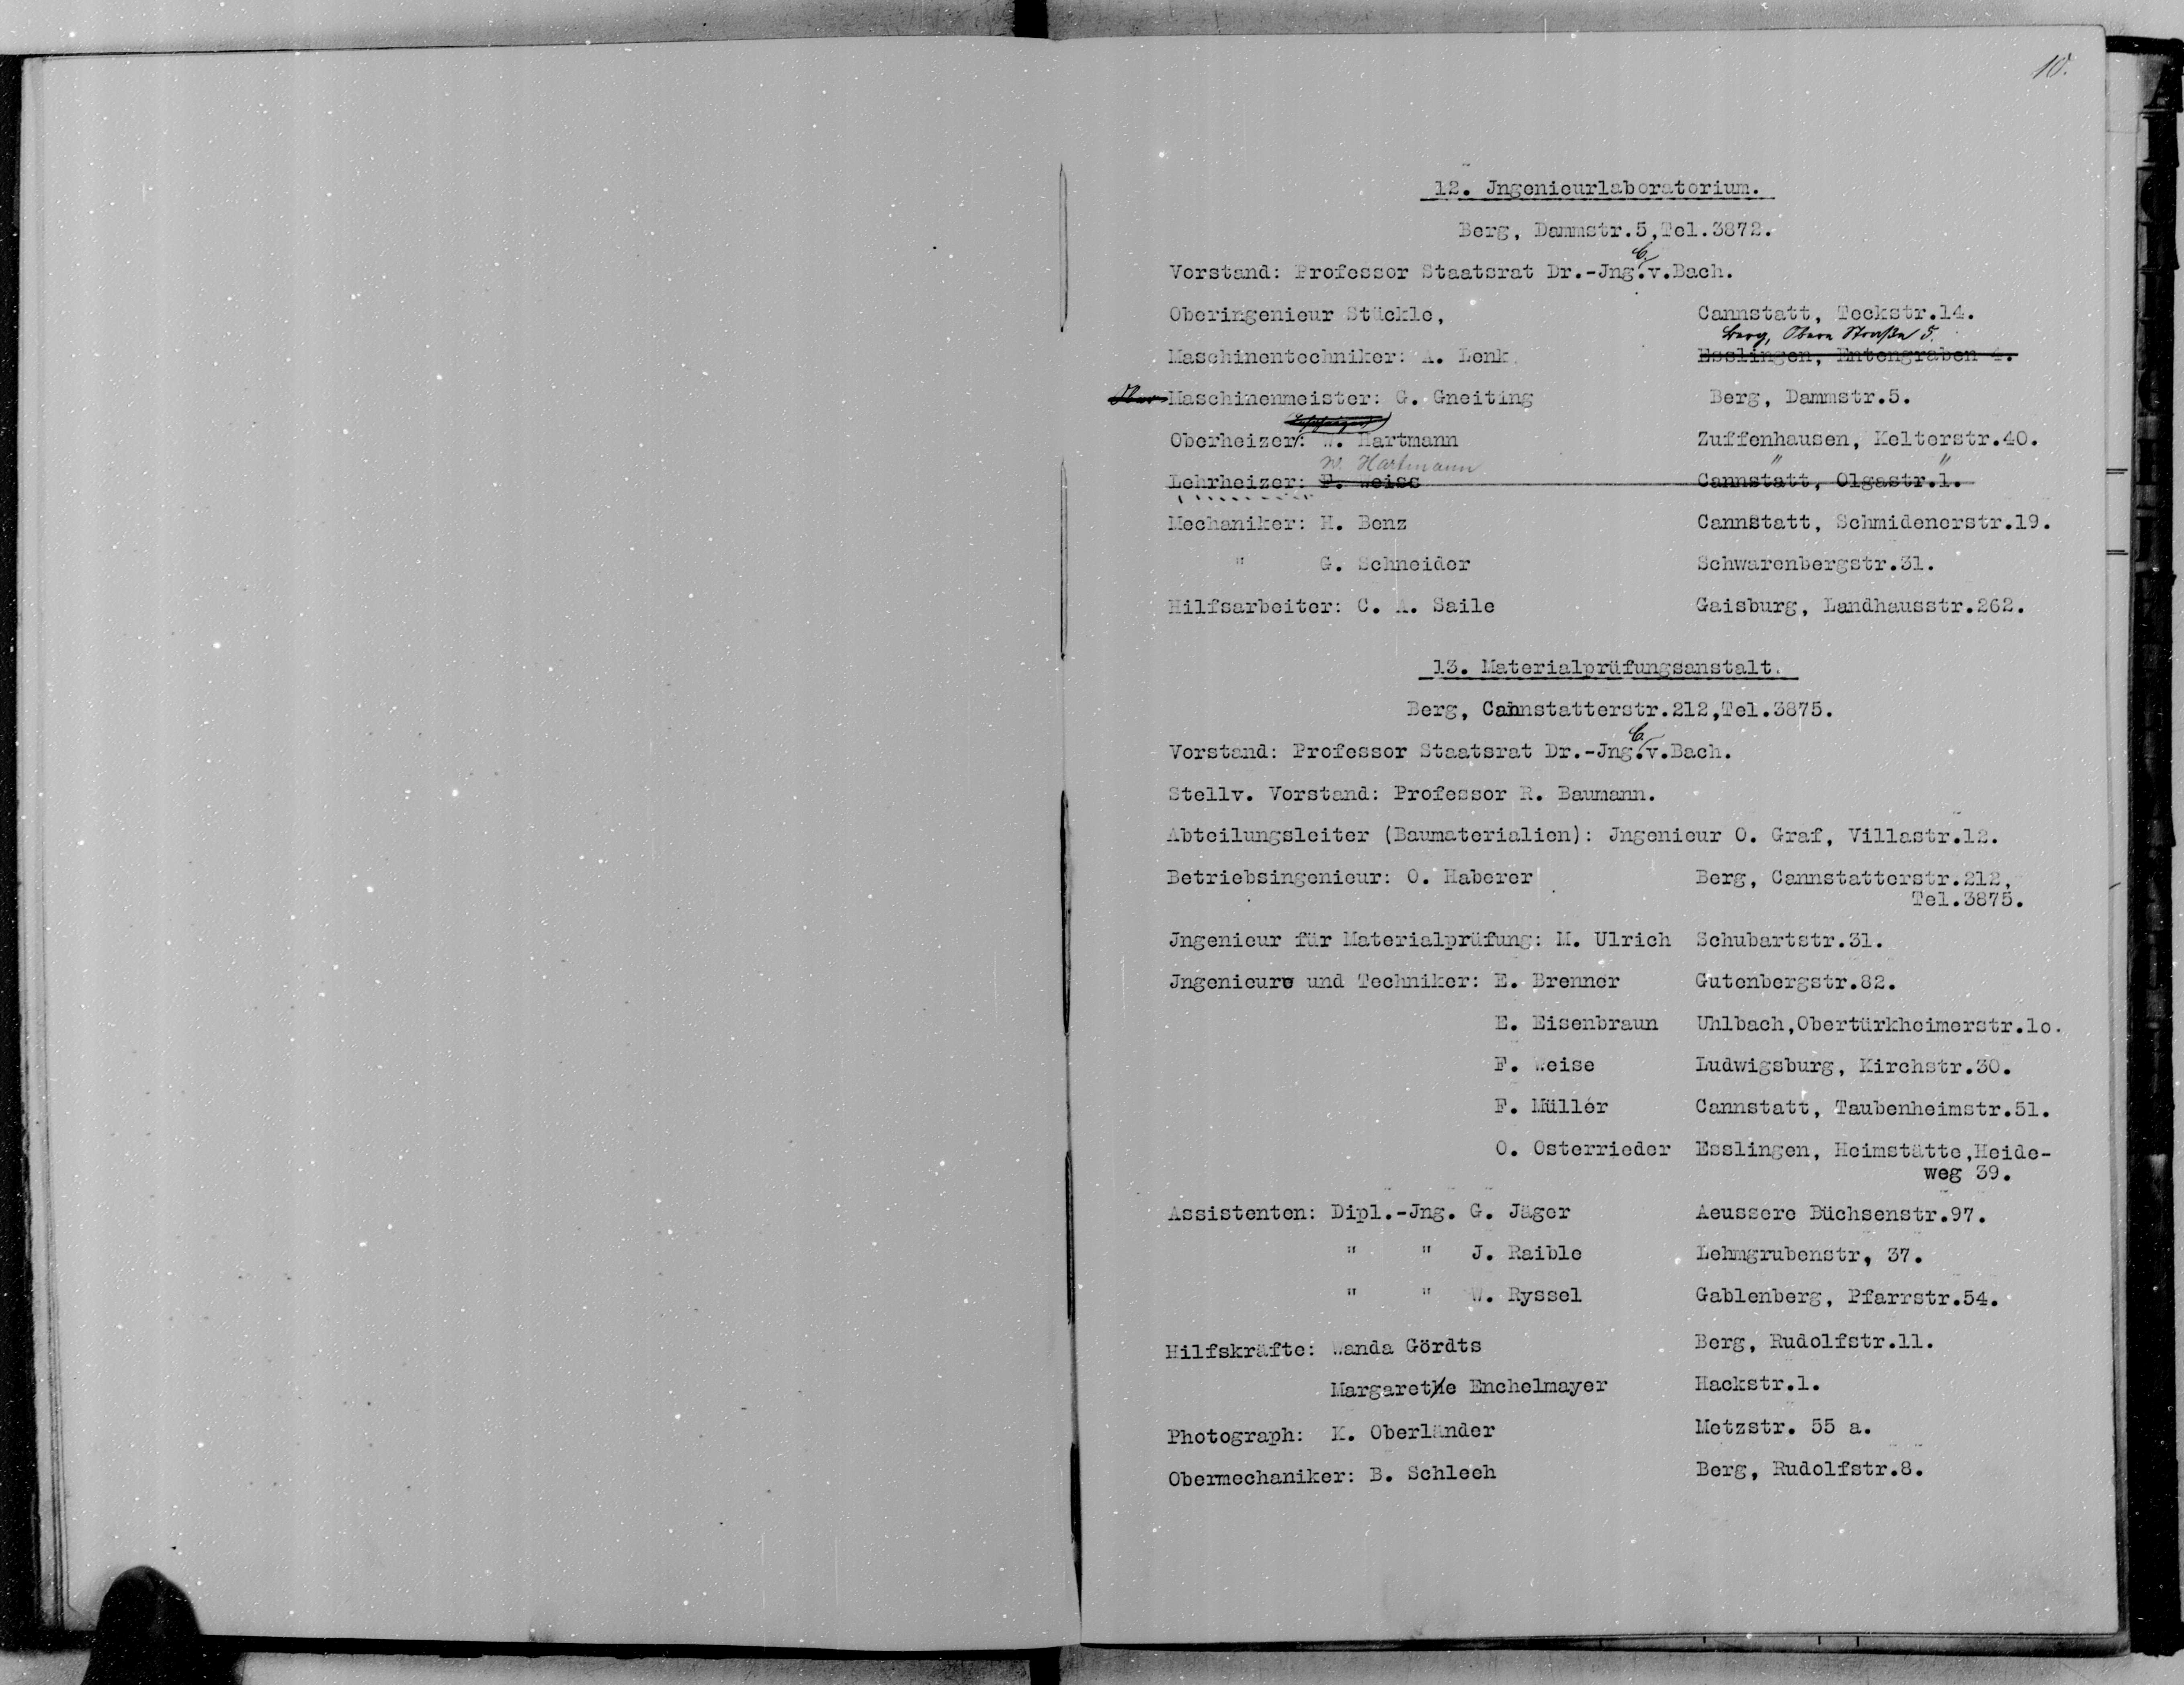 10.
12. Jngenieurlaboratorium.
Berg, Dammstr.5,Tel.3872.
C.
Vorstand: Professor Staatsrat Dr.-Jng.v.Bach.
Oberingenieur Stückle, Cannstatt, Teckstr.14.
Berg, Obere Straße 5.
Maschinentechniker: A. Lenk Esslingen, Entengraben 4.
Ober Maschinenmeister: G. Gneiting Berg, Dammstr.5.
Oberheizer: W. Hartmann Zuffenhausen, Kelterstr.40.
W. Hartmann " "
Lehrheizer: F. Weiss Cannstatt, Olgastr.1.
Mechaniker: H. Benz Cannstatt, Schmidenerstr.19.
" G. Schneider Schwarenbergstr.31.
Hilfsarbeiter: C. A. Saile Gaisburg, Landhausstr.262.
13. Materialprüfungsanstalt.
Berg, Cannstatterstr.212,Tel.3875.
C.
Vorstand: Professor Staatsrat Dr.-Jng.v.Bach.
Stellv. Vorstand: Professor R. Baumann.
Abteilungsleiter (Baumaterialien): Jngenieur O. Graf, Villastr.12.
Betriebsingenieur: O. Haberer Berg, Cannstatterstr.212,
Tel.3875.
Jngenieur für Materialprüfung: M. Ulrich Schubartstr.31.
Jngenieure und Techniker: E. Brenner Gutenbergstr.82.
E. Eisenbraun Uhlbach,Obertürkheimerstr.1o.
F. Weise Ludwigsburg, Kirchstr.30.
F. Müller Cannstatt, Taubenheimstr.51.
O. Osterrieder Esslingen, Heimstätte,Heide-
weg 39.
Assistenten: Dipl.-Jng. G. Jäger Aeussere Büchsenstr.97.
" " J. Raible Lehmgrubenstr, 37.
" " W. Ryssel Gablenberg, Pfarrstr.54.
Hilfskräfte: Wanda Gördts Berg, Rudolfstr.11.
Margarethe Enchelmayer Hackstr.1.
Photograph: K. Oberländer Metzstr. 55 a.
Obermechaniker: B. Schlech Berg, Rudolfstr.8.